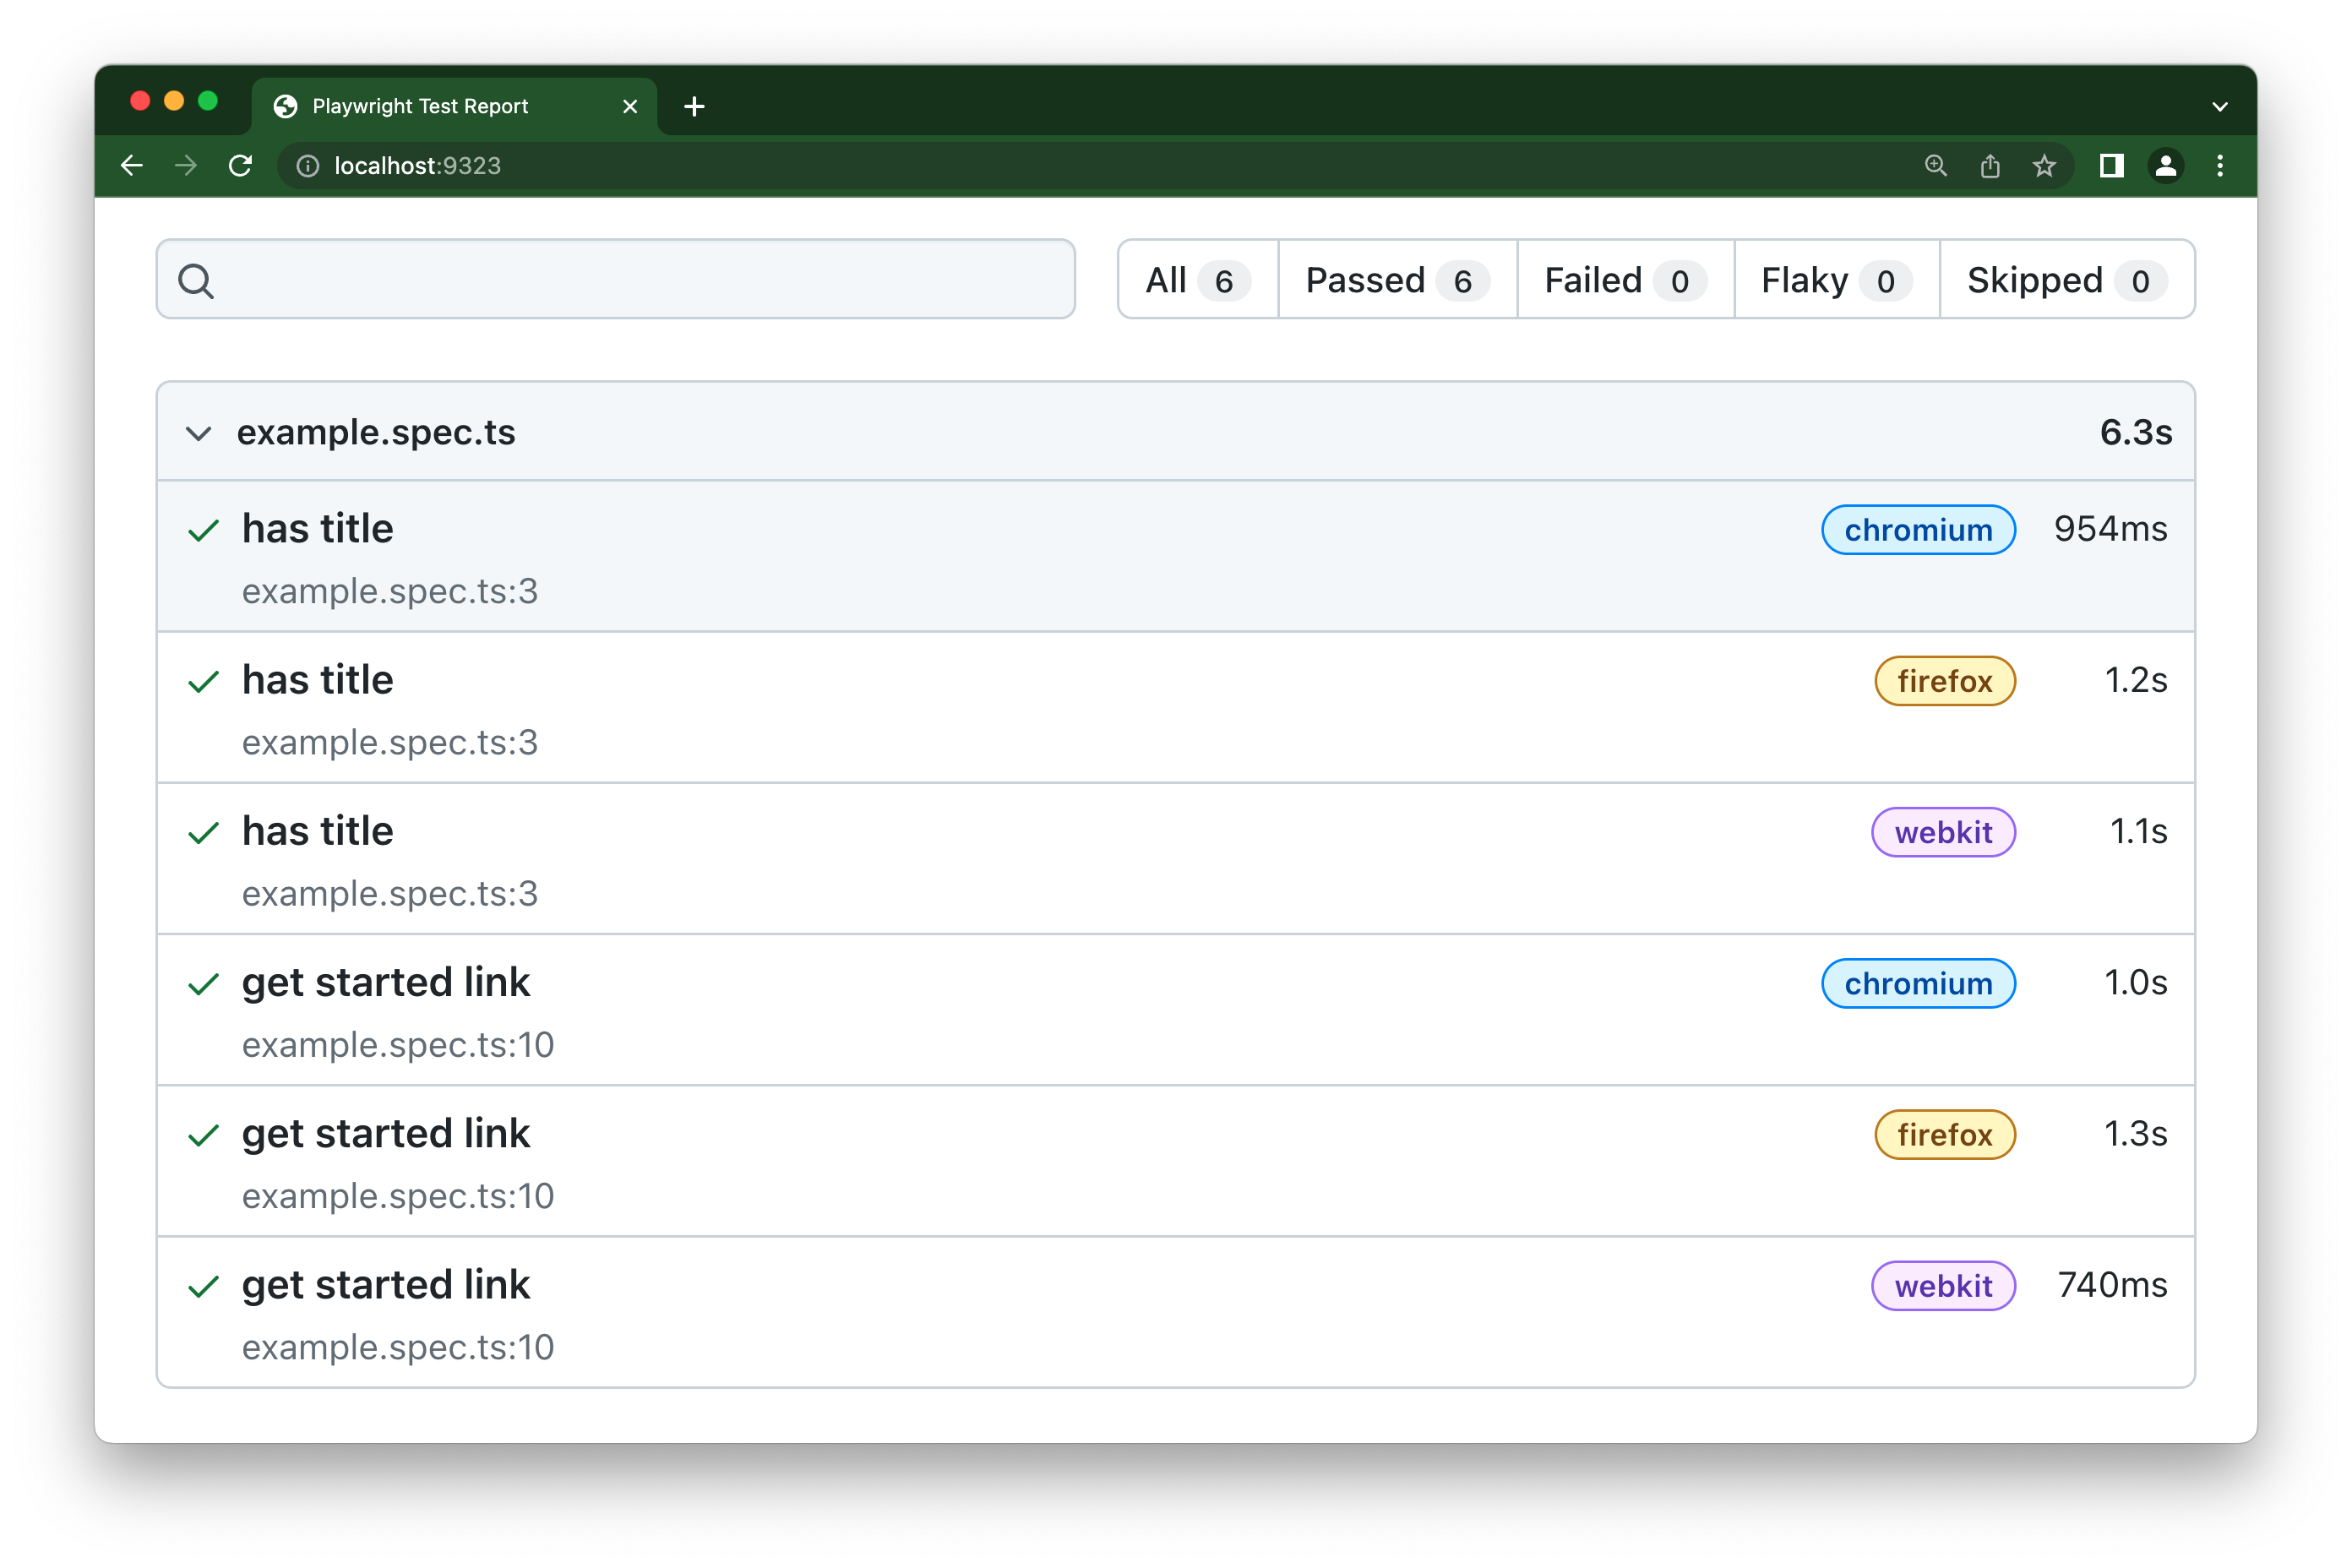 Playwright Test Report
localhost:9323
All 6 Passed 6 Failed 0 Flaky 0 Skipped 0
example.spec.ts 6.3s
has title chromium 954ms
example.spec.ts:3
has title firefox 1.2s
example.spec.ts:3
has title webkit 1.1s
example.spec.ts:3
get started link chromium 1.0s
example.spec.ts:10
get started link firefox 1.3s
example.spec.ts:10
get started link webkit 740ms
example.spec.ts:10